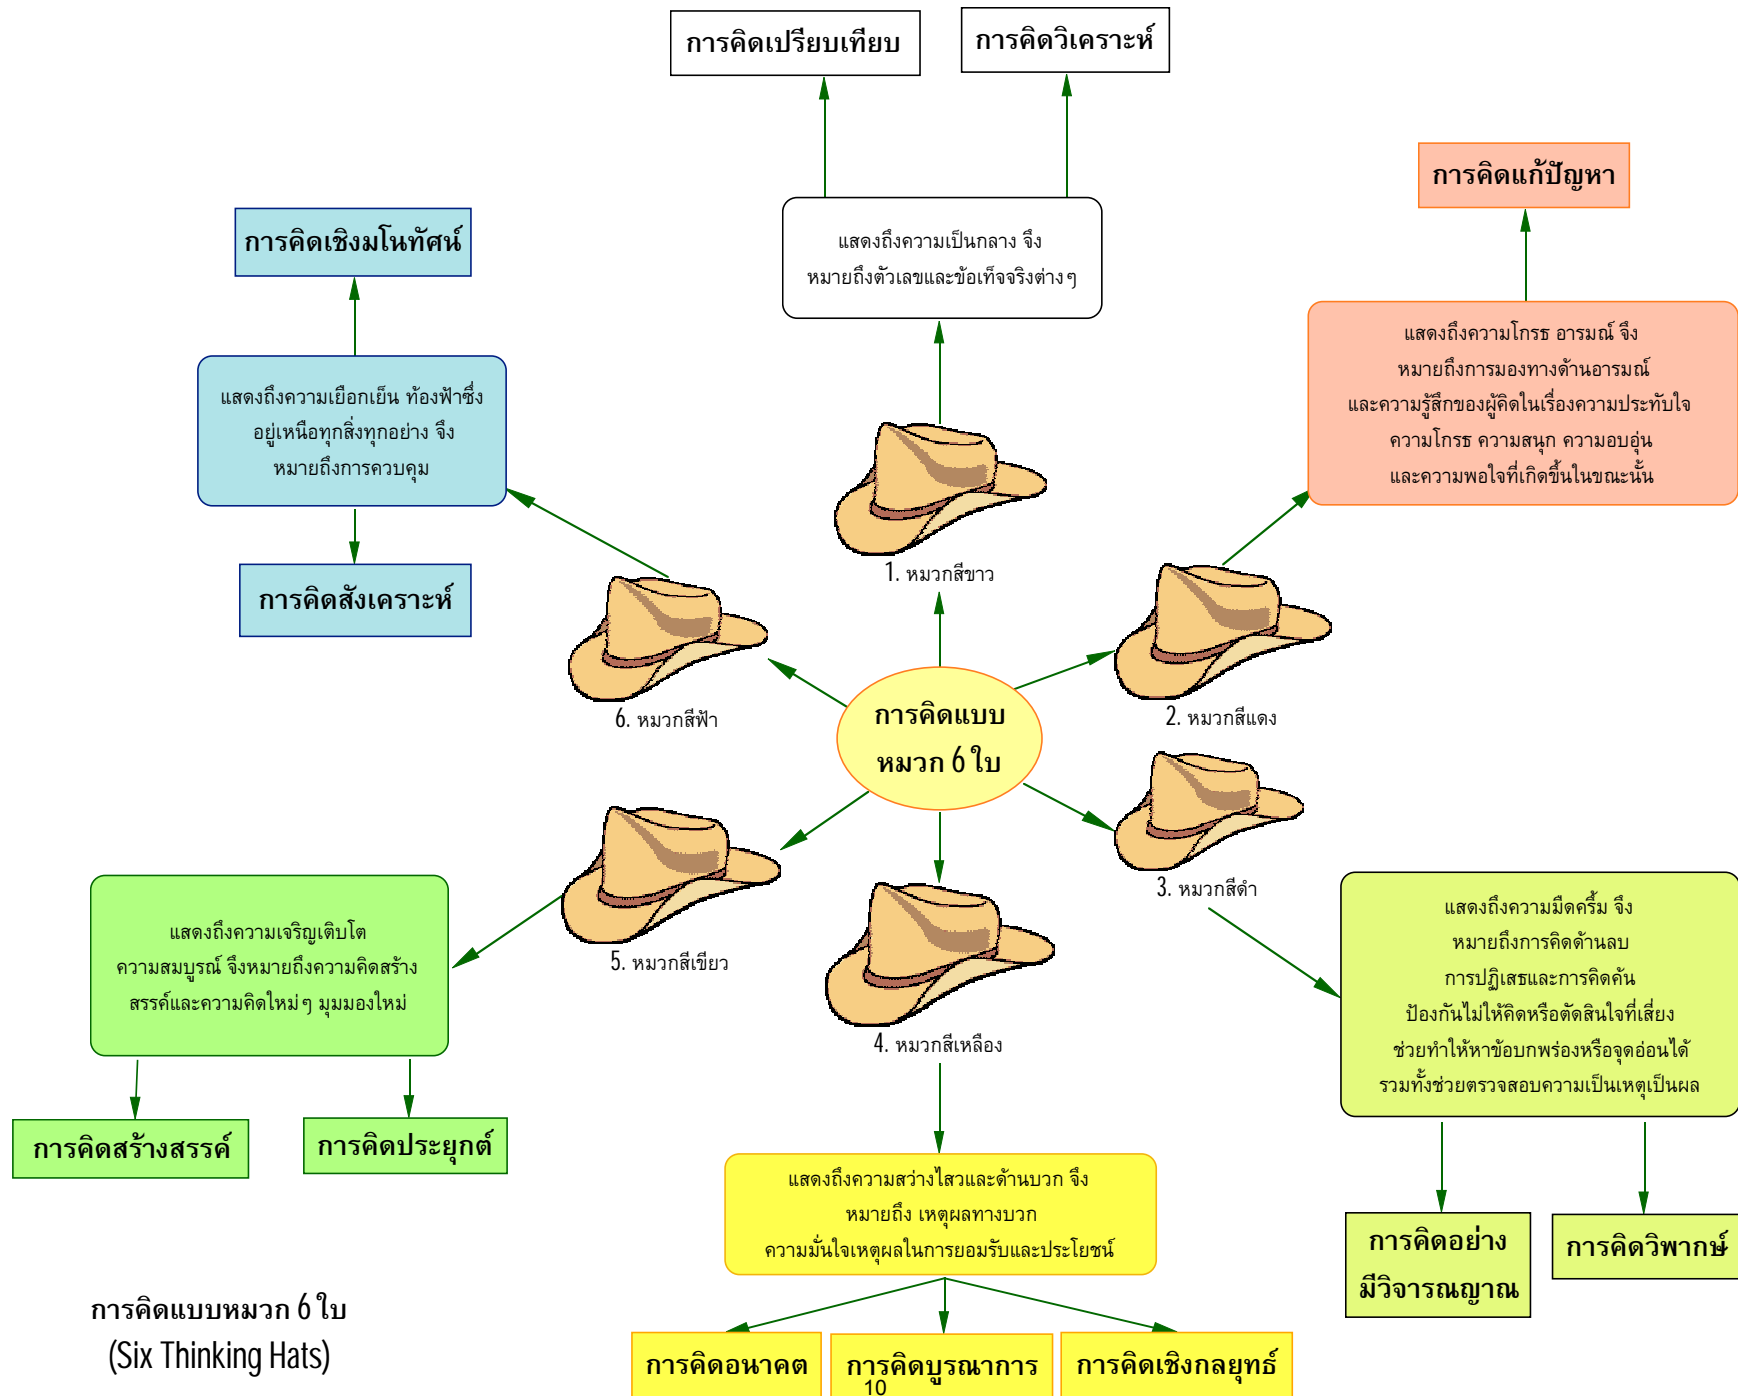 การคิดเปรียบเทียบ
การคิดวิเคราะห์
แสดงถึงความเป็นกลาง จึง
หมายถึงตัวเลขและข้อเท็จจริงต่างๆ
1. หมวกสีขาว
การคิดแก้ปัญหา
แสดงถึงความโกรธ อารมณ์ จึง
หมายถึงการมองทางด้านอารมณ์
และความรู้สึกของผู้คิดในเรื่องความประทับใจ
ความโกรธ ความสนุก ความอบอุ่น
และความพอใจที่เกิดขึ้นในขณะนั้น
2. หมวกสีแดง
การคิดเชิงมโนทัศน์
แสดงถึงความเยือกเย็น ท้องฟ้าซึ่ง
อยู่เหนือทุกสิ่งทุกอย่าง จึง
หมายถึงการควบคุม
การคิดสังเคราะห์
6. หมวกสีฟ้า
การคิดแบบ
หมวก 6 ใบ
3. หมวกสีดำ
แสดงถึงความมืดครึ้ม จึง
หมายถึงการคิดด้านลบ
การปฏิเสธและการคิดค้น
ป้องกันไม่ให้คิดหรือตัดสินใจที่เสี่ยง
ช่วยทำให้หาข้อบกพร่องหรือจุดอ่อนได้
รวมทั้งช่วยตรวจสอบความเป็นเหตุเป็นผล
การคิดอย่าง
มีวิจารณญาณ
การคิดวิพากษ์
5. หมวกสีเขียว
แสดงถึงความเจริญเติบโต
ความสมบูรณ์ จึงหมายถึงความคิดสร้าง
สรรค์และความคิดใหม่ๆ มุมมองใหม่
การคิดสร้างสรรค์
การคิดประยุกต์
4. หมวกสีเหลือง
แสดงถึงความสว่างไสวและด้านบวก จึง
หมายถึง เหตุผลทางบวก
ความมั่นใจเหตุผลในการยอมรับและประโยชน์
การคิดอนาคต
การคิดบูรณาการ
การคิดเชิงกลยุทธ์
การคิดแบบหมวก 6 ใบ
(Six Thinking Hats)
10